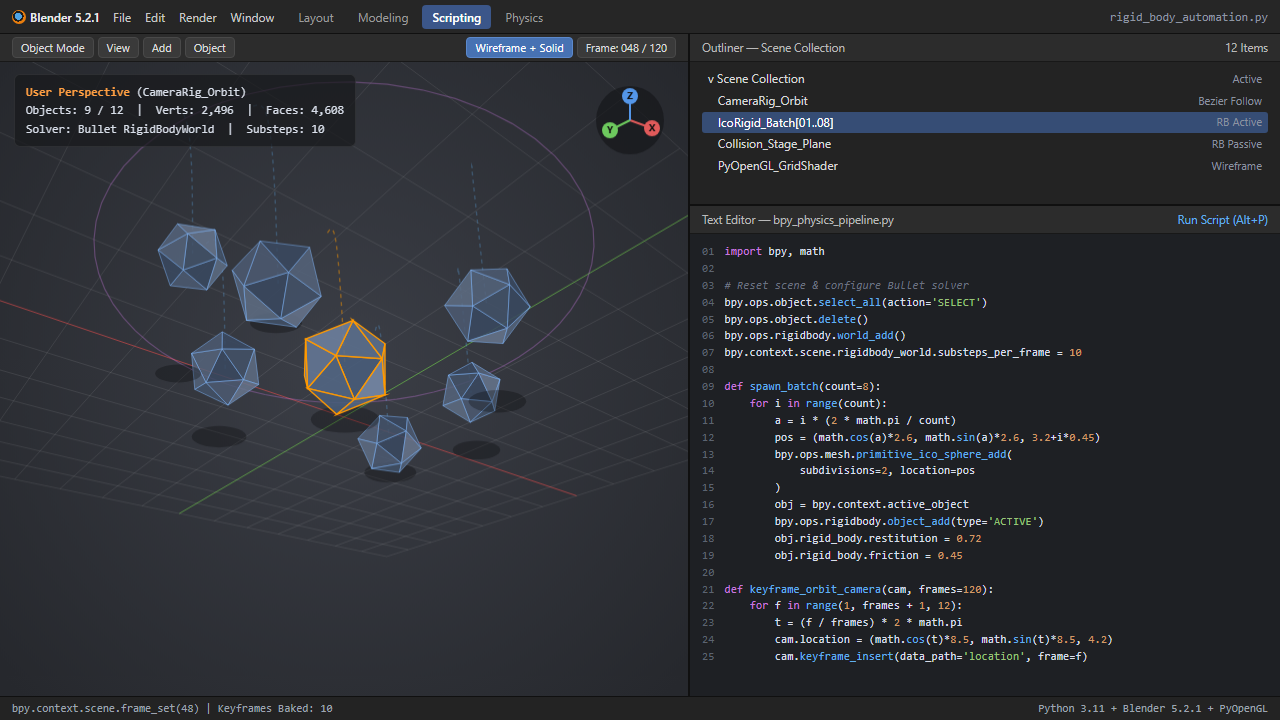 Blender 5.2.1 File Edit Render Window Layout Modeling Scripting Physics rigid_body_automation.py
Object Mode View Add Object Wireframe + Solid Frame: 048 / 120
User Perspective (CameraRig_Orbit)
Objects: 9 / 12 | Verts: 2,496 | Faces: 4,608
Solver: Bullet RigidBodyWorld | Substeps: 10
Z
Y
X
Outliner — Scene Collection 12 Items
v Scene Collection Active
CameraRig_Orbit Bezier Follow
IcoRigid_Batch[01..08] RB Active
Collision_Stage_Plane RB Passive
PyOpenGL_GridShader Wireframe
Text Editor — bpy_physics_pipeline.py Run Script (Alt+P)
01 import bpy, math
02
03 # Reset scene & configure Bullet solver
04 bpy.ops.object.select_all(action='SELECT')
05 bpy.ops.object.delete()
06 bpy.ops.rigidbody.world_add()
07 bpy.context.scene.rigidbody_world.substeps_per_frame = 10
08
09 def spawn_batch(count=8):
10 for i in range(count):
11 a = i * (2 * math.pi / count)
12 pos = (math.cos(a)*2.6, math.sin(a)*2.6, 3.2+i*0.45)
13 bpy.ops.mesh.primitive_ico_sphere_add(
14 subdivisions=2, location=pos
15 )
16 obj = bpy.context.active_object
17 bpy.ops.rigidbody.object_add(type='ACTIVE')
18 obj.rigid_body.restitution = 0.72
19 obj.rigid_body.friction = 0.45
20
21 def keyframe_orbit_camera(cam, frames=120):
22 for f in range(1, frames + 1, 12):
23 t = (f / frames) * 2 * math.pi
24 cam.location = (math.cos(t)*8.5, math.sin(t)*8.5, 4.2)
25 cam.keyframe_insert(data_path='location', frame=f)
bpy.context.scene.frame_set(48) | Keyframes Baked: 10 Python 3.11 + Blender 5.2.1 + PyOpenGL